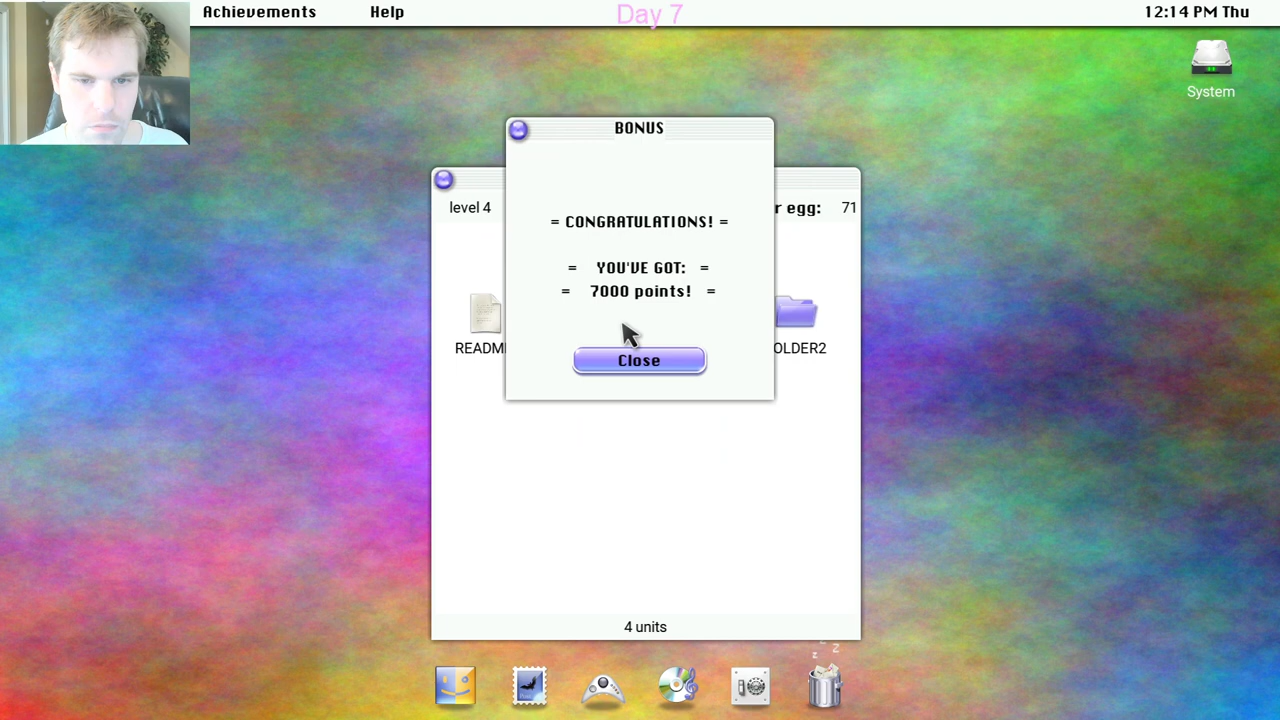 Achievements Help Day 7 12:14 PM Thu
System
BONUS
level 4 r egg: 71
= CONGRATULATIONS! =
= YOU'VE GOT: =
= 7000 points! =
READM OLDER2
Close
4 units